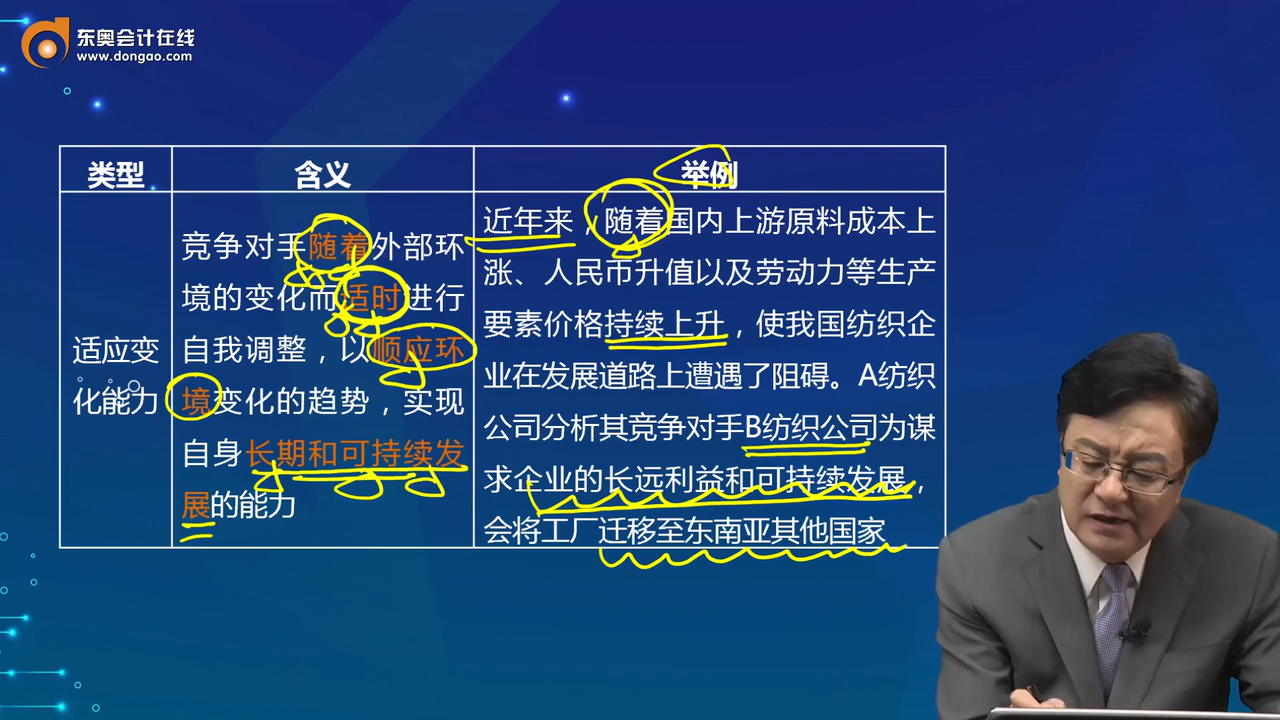 东奥会计在线
www.dongao.com
类型
含义
举例
适应变
化能力
竞争对手随着外部环
境的变化而适时进行
自我调整，以顺应环
境变化的趋势，实现
自身长期和可持续发
展的能力
近年来，随着国内上游原料成本上
涨、人民币升值以及劳动力等生产
要素价格持续上升，使我国纺织企
业在发展道路上遭遇了阻碍。A纺织
公司分析其竞争对手B纺织公司为谋
求企业的长远利益和可持续发展，
会将工厂迁移至东南亚其他国家